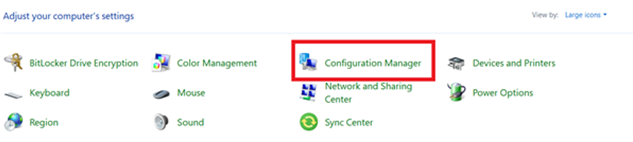 Adjust your computer's settings
View by: Large icons
BitLocker Drive Encryption
Color Management
Configuration Manager
Devices and Printers
Keyboard
Mouse
Network and Sharing
Center
Power Options
Region
Sound
Sync Center